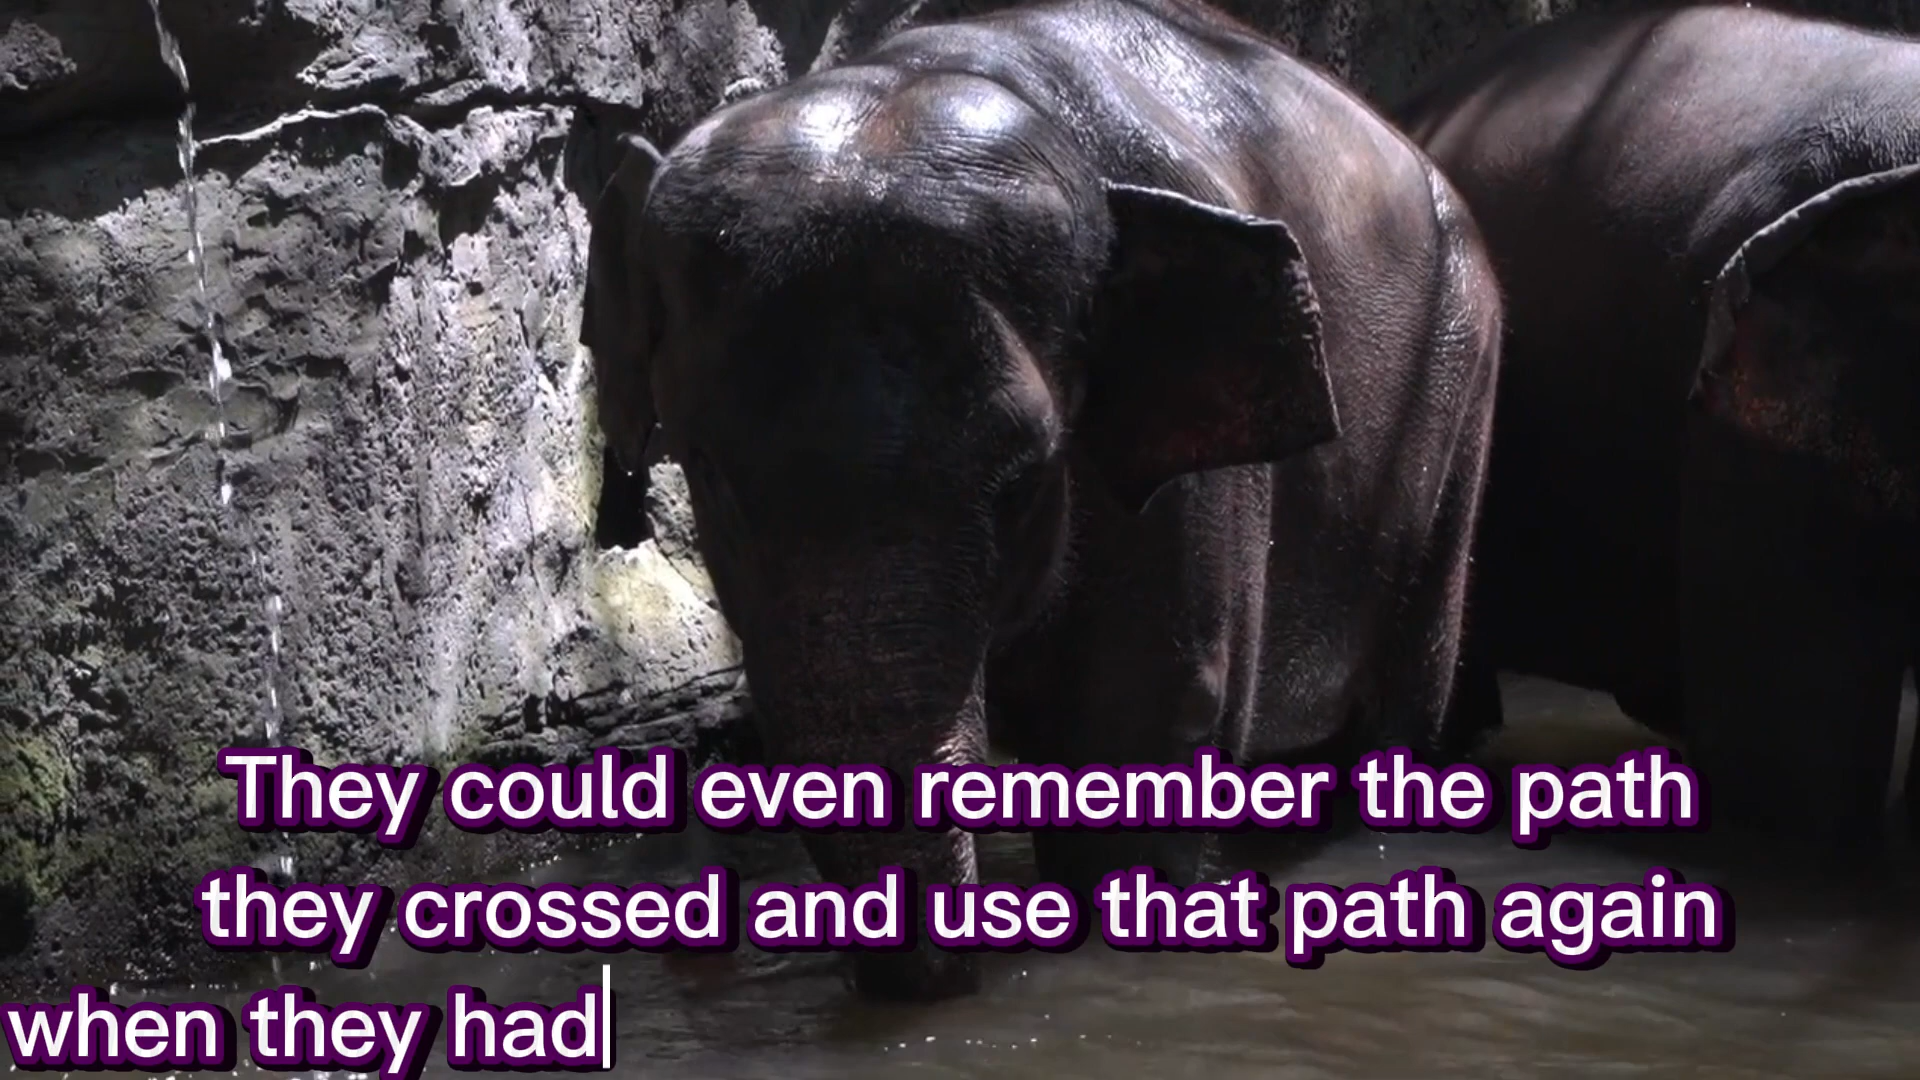 They could even remember the path
they crossed and use that path again
when they had